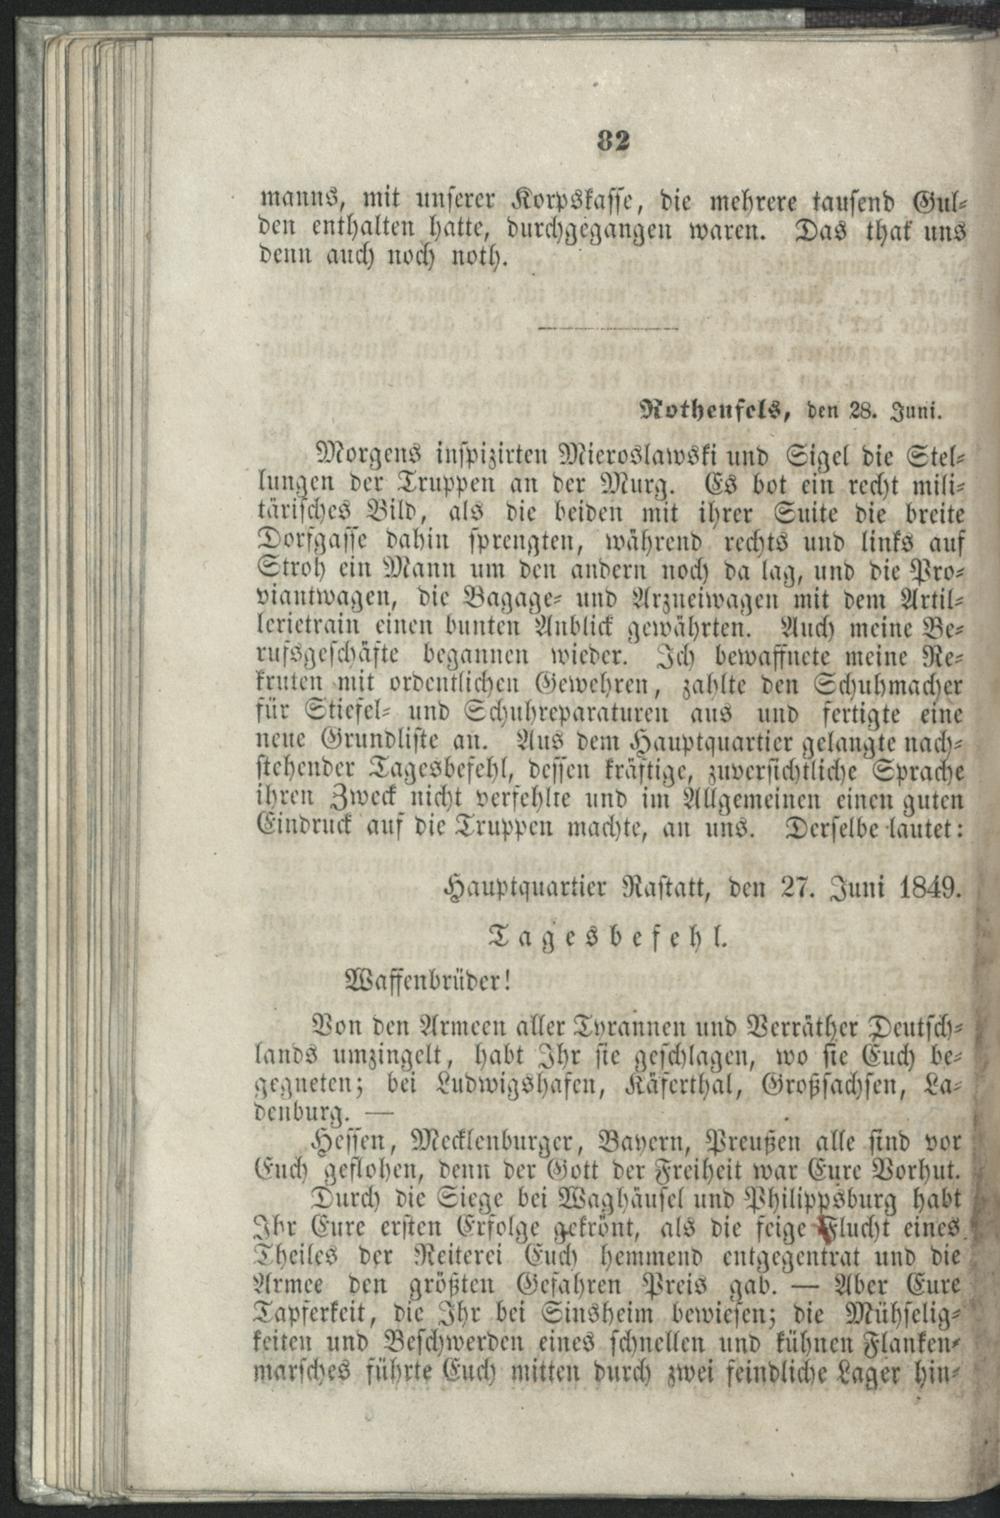 82
manns, mit unserer Korpskasse, die mehrere tausend Gul-
den enthalten hatte, durchgegangen waren. Das that uns
denn auch noch noth.
Rothenfels, den 28. Juni.
Morgens inspizirten Mieroslawski und Sigel die Stel-
lungen der Truppen an der Murg. Es bot ein recht mili-
tärisches Bild, als die beiden mit ihrer Suite die breite
Dorfgasse dahin sprengten, während rechts und links auf
Stroh ein Mann um den andern noch da lag, und die Pro-
viantwagen, die Bagage- und Arzneiwagen mit dem Artil-
lerietrain einen bunten Anblick gewährten. Auch meine Be-
rufsgeschäfte begannen wieder. Ich bewaffnete meine Re-
kruten mit ordentlichen Gewehren, zahlte den Schuhmacher
für Stiefel- und Schuhreparaturen aus und fertigte eine
neue Grundliste an. Aus dem Hauptquartier gelangte nach-
stehender Tagesbefehl, dessen kräftige, zuversichtliche Sprache
ihren Zweck nicht verfehlte und im Allgemeinen einen guten
Eindruck auf die Truppen machte, an uns. Derselbe lautet:
Hauptquartier Rastatt, den 27. Juni 1849.
Tagesbefehl.
Waffenbrüder!
Von den Armeen aller Tyrannen und Verräther Deutsch-
lands umzingelt, habt Ihr sie geschlagen, wo sie Euch be-
gegneten; bei Ludwigshafen, Käferthal, Großsachsen, La-
denburg. —
Hessen, Mecklenburger, Bayern, Preußen alle sind vor
Euch geflohen, denn der Gott der Freiheit war Eure Vorhut.
Durch die Siege bei Waghäusel und Philippsburg habt
Ihr Eure ersten Erfolge gekrönt, als die feige Flucht eines
Theiles der Reiterei Euch hemmend entgegentrat und die
Armee den größten Gefahren Preis gab. — Aber Eure
Tapferkeit, die Ihr bei Sinsheim bewiesen; die Mühselig-
keiten und Beschwerden eines schnellen und kühnen Flanken-
marsches führte Euch mitten durch zwei feindliche Lager hin-